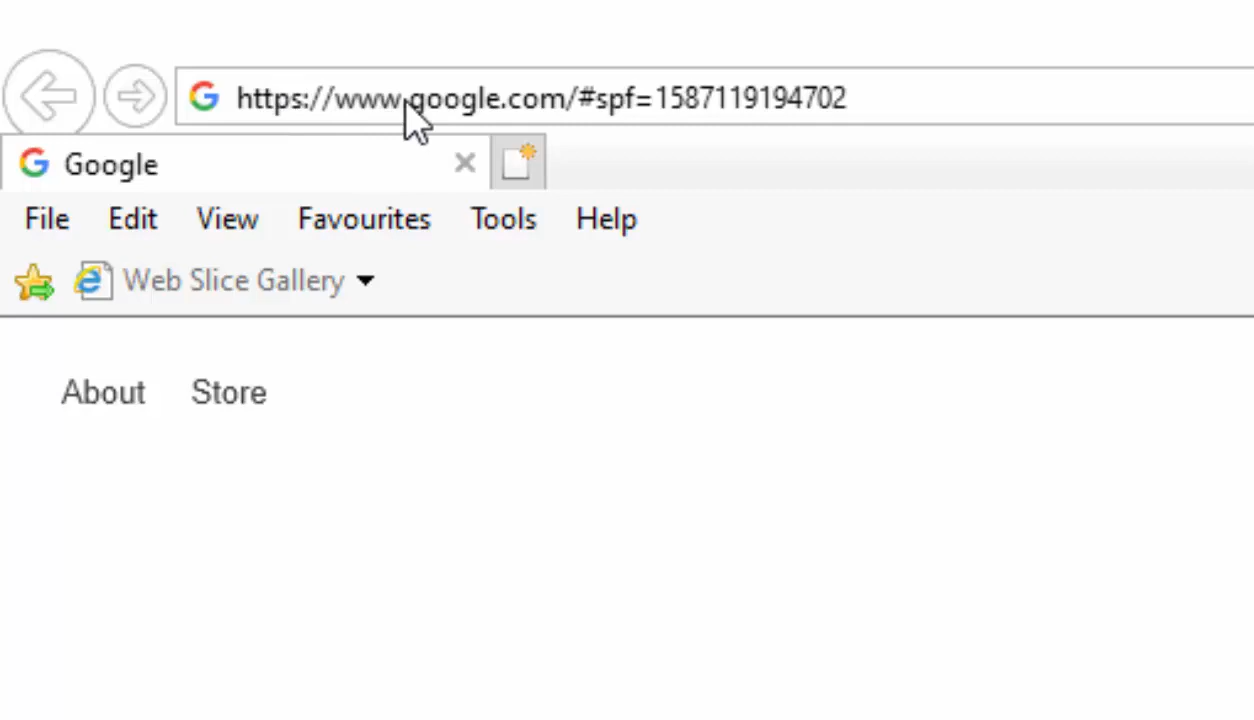 https://www.google.com/#spf=1587119194702
Google
File Edit View Favourites Tools Help
Web Slice Gallery
About Store